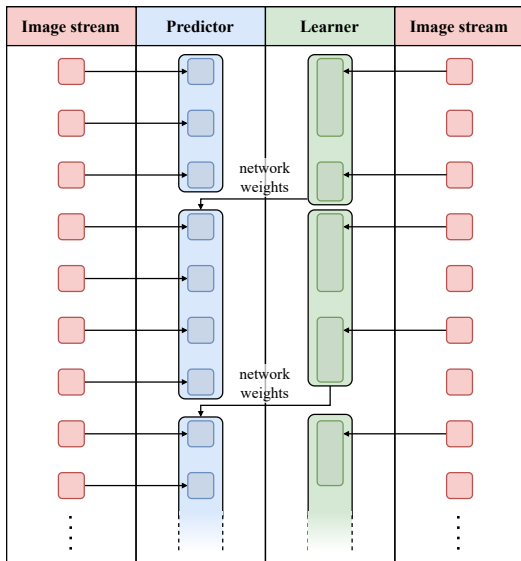 Image stream
Predictor
Learner
Image stream
network
weights
network
weights